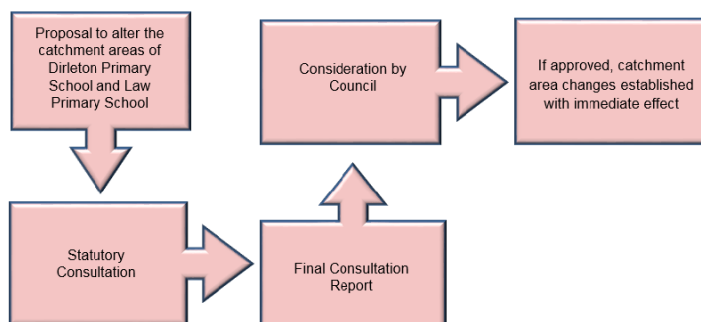 Proposal to alter the
catchment areas of
Dirleton Primary
School and Law
Primary School
Statutory
Consultation
Final Consultation
Report
Consideration by
Council
If approved, catchment
area changes established
with immediate effect